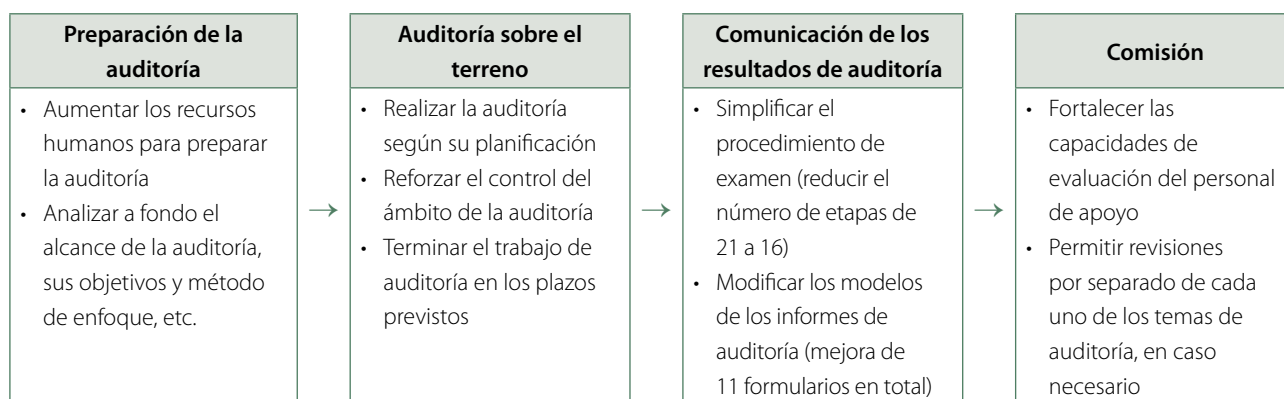 Preparación de la
auditoría
• Aumentar los recursos
humanos para preparar
la auditoría
• Analizar a fondo el
alcance de la auditoría,
sus objetivos y método
de enfoque, etc.
→
Auditoría sobre el
terreno
• Realizar la auditoría
según su planificación
• Reforzar el control del
ámbito de la auditoría
• Terminar el trabajo de
auditoría en los plazos
previstos
→
Comunicación de los
resultados de auditoría
• Simplificar el
procedimiento de
examen (reducir el
número de etapas de
21 a 16)
• Modificar los modelos
de los informes de
auditoría (mejora de
11 formularios en total)
→
Comisión
• Fortalecer las
capacidades de
evaluación del personal
de apoyo
• Permitir revisiones
por separado de cada
uno de los temas de
auditoría, en caso
necesario